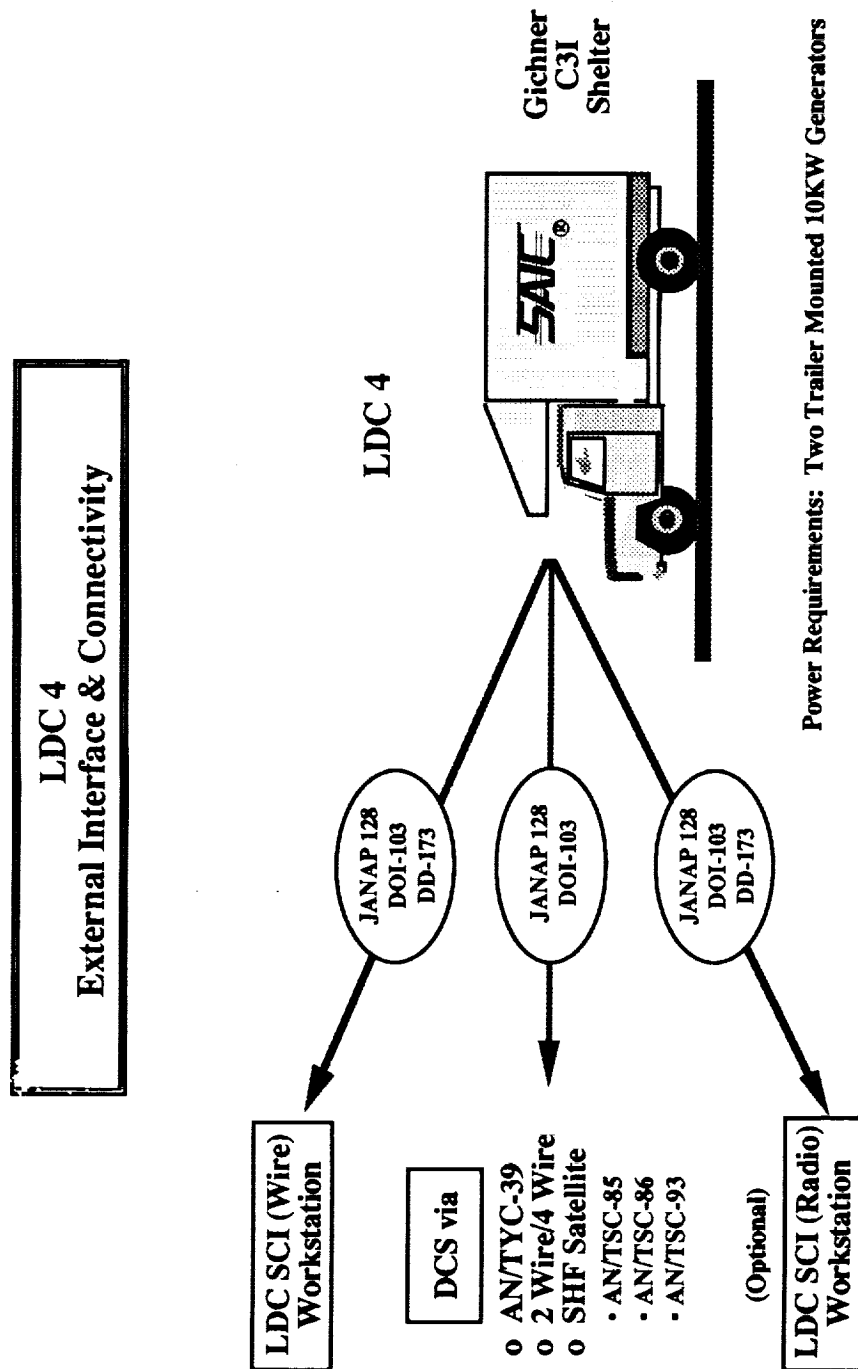 LDC 4
External Interface & Connectivity
LDC SCI (Wire)
Workstation
JANAP 128
DOI-103
DD-173
DCS via
o AN/TYC-39
o 2 Wire/4 Wire
o SHF Satellite
• AN/TSC-85
• AN/TSC-86
• AN/TSC-93
JANAP 128
DOI-103
(Optional)
LDC SCI (Radio)
Workstation
JANAP 128
DOI-103
DD-173
LDC 4
SAIC®
Gichner
C3I
Shelter
Power Requirements: Two Trailer Mounted 10KW Generators